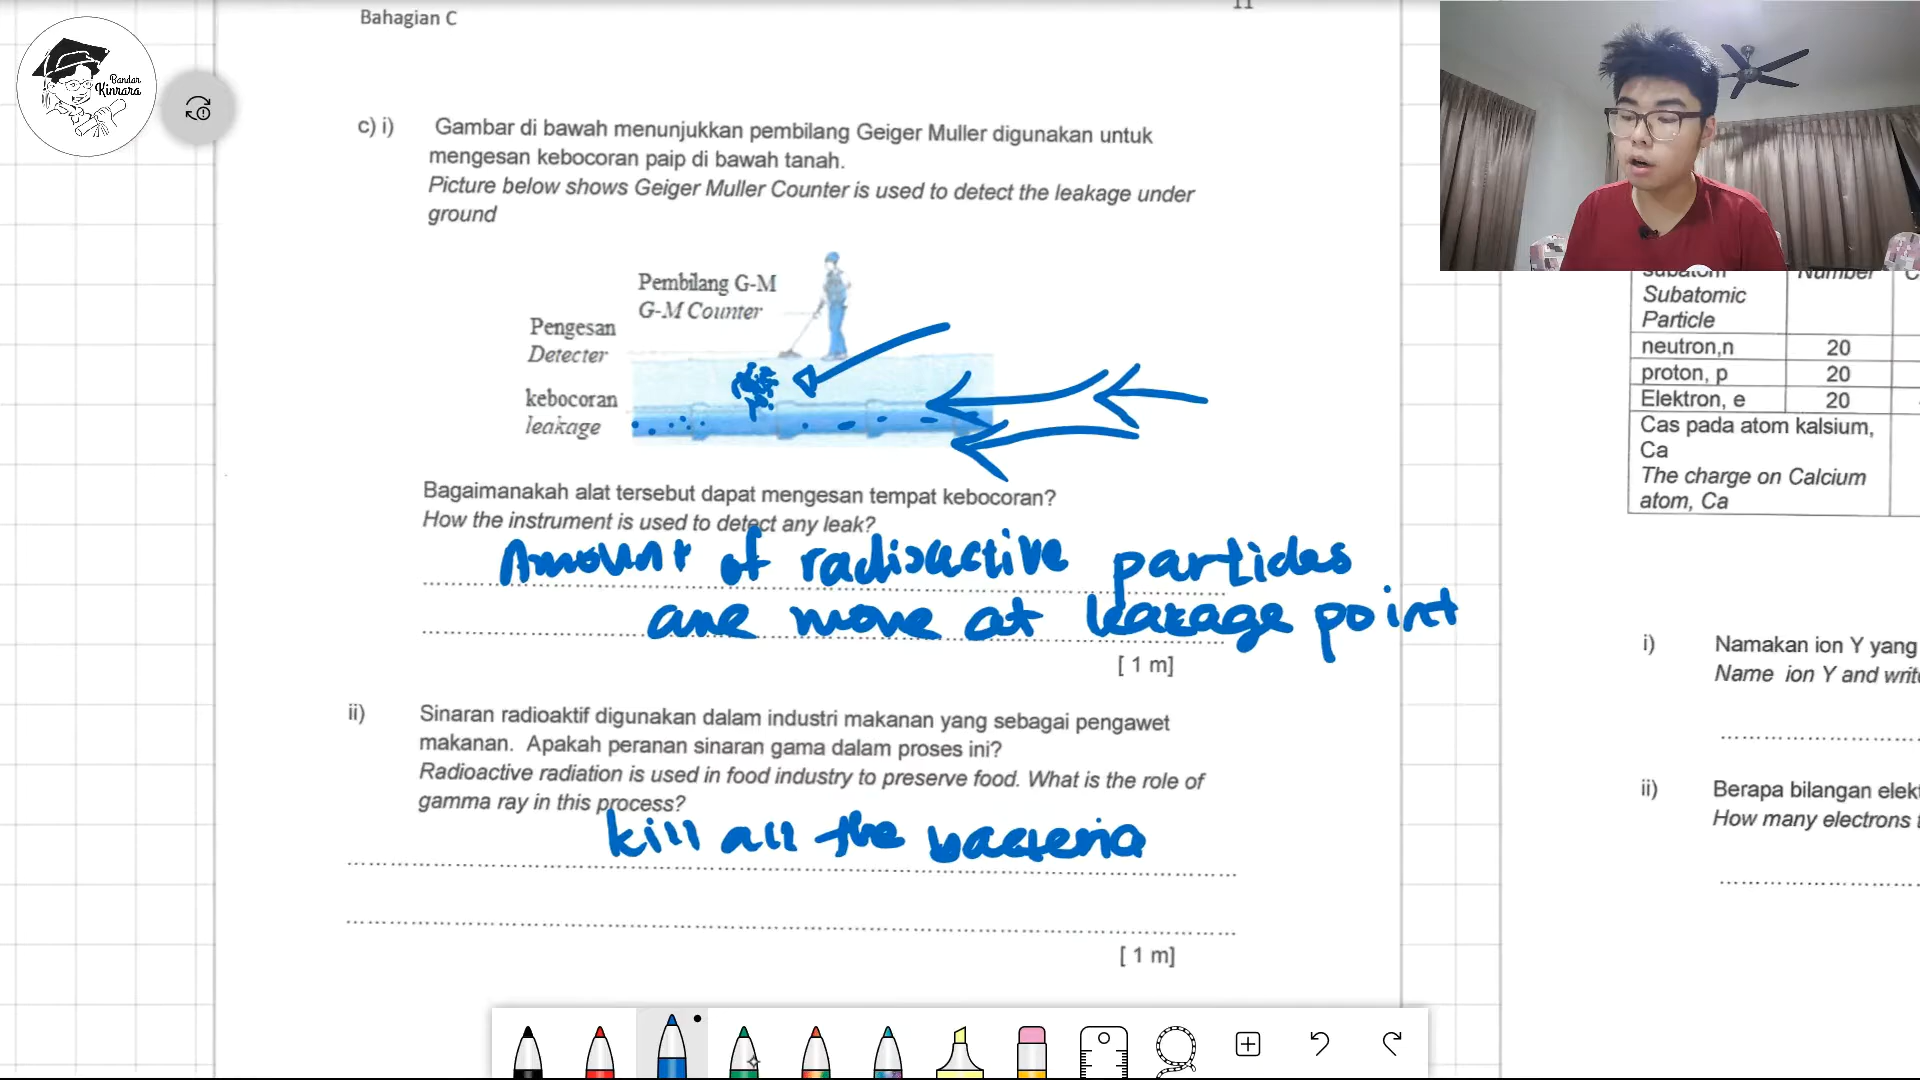 Bahagian C
11
Bandar
Kinrara
c) i) Gambar di bawah menunjukkan pembilang Geiger Muller digunakan untuk
mengesan kebocoran paip di bawah tanah.
Picture below shows Geiger Muller Counter is used to detect the leakage under
ground
Pembilang G-M
G-M Counter
Pengesan
Detecter
kebocoran
leakage
Bagaimanakah alat tersebut dapat mengesan tempat kebocoran?
How the instrument is used to detect any leak?
Amount of radioactive particles
are more at leakage point
[ 1 m]
ii) Sinaran radioaktif digunakan dalam industri makanan yang sebagai pengawet
makanan. Apakah peranan sinaran gama dalam proses ini?
Radioactive radiation is used in food industry to preserve food. What is the role of
gamma ray in this process?
kill all the bacteria
[ 1 m]
subatom Number C
Subatomic
Particle
neutron,n 20
proton, p 20
Elektron, e 20
Cas pada atom kalsium,
Ca
The charge on Calcium
atom, Ca
i) Namakan ion Y yang
Name ion Y and write
ii) Berapa bilangan elekt
How many electrons